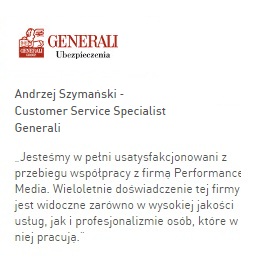 GENERALI
GENERALI
Ubezpieczenia
Andrzej Szymański -
Customer Service Specialist
Generali
„Jesteśmy w pełni usatysfakcjonowani z
przebiegu współpracy z firmą Performance
Media. Wieloletnie doświadczenie tej firmy
jest widoczne zarówno w wysokiej jakości
usług, jak i profesjonalizmie osób, które w
niej pracują.”